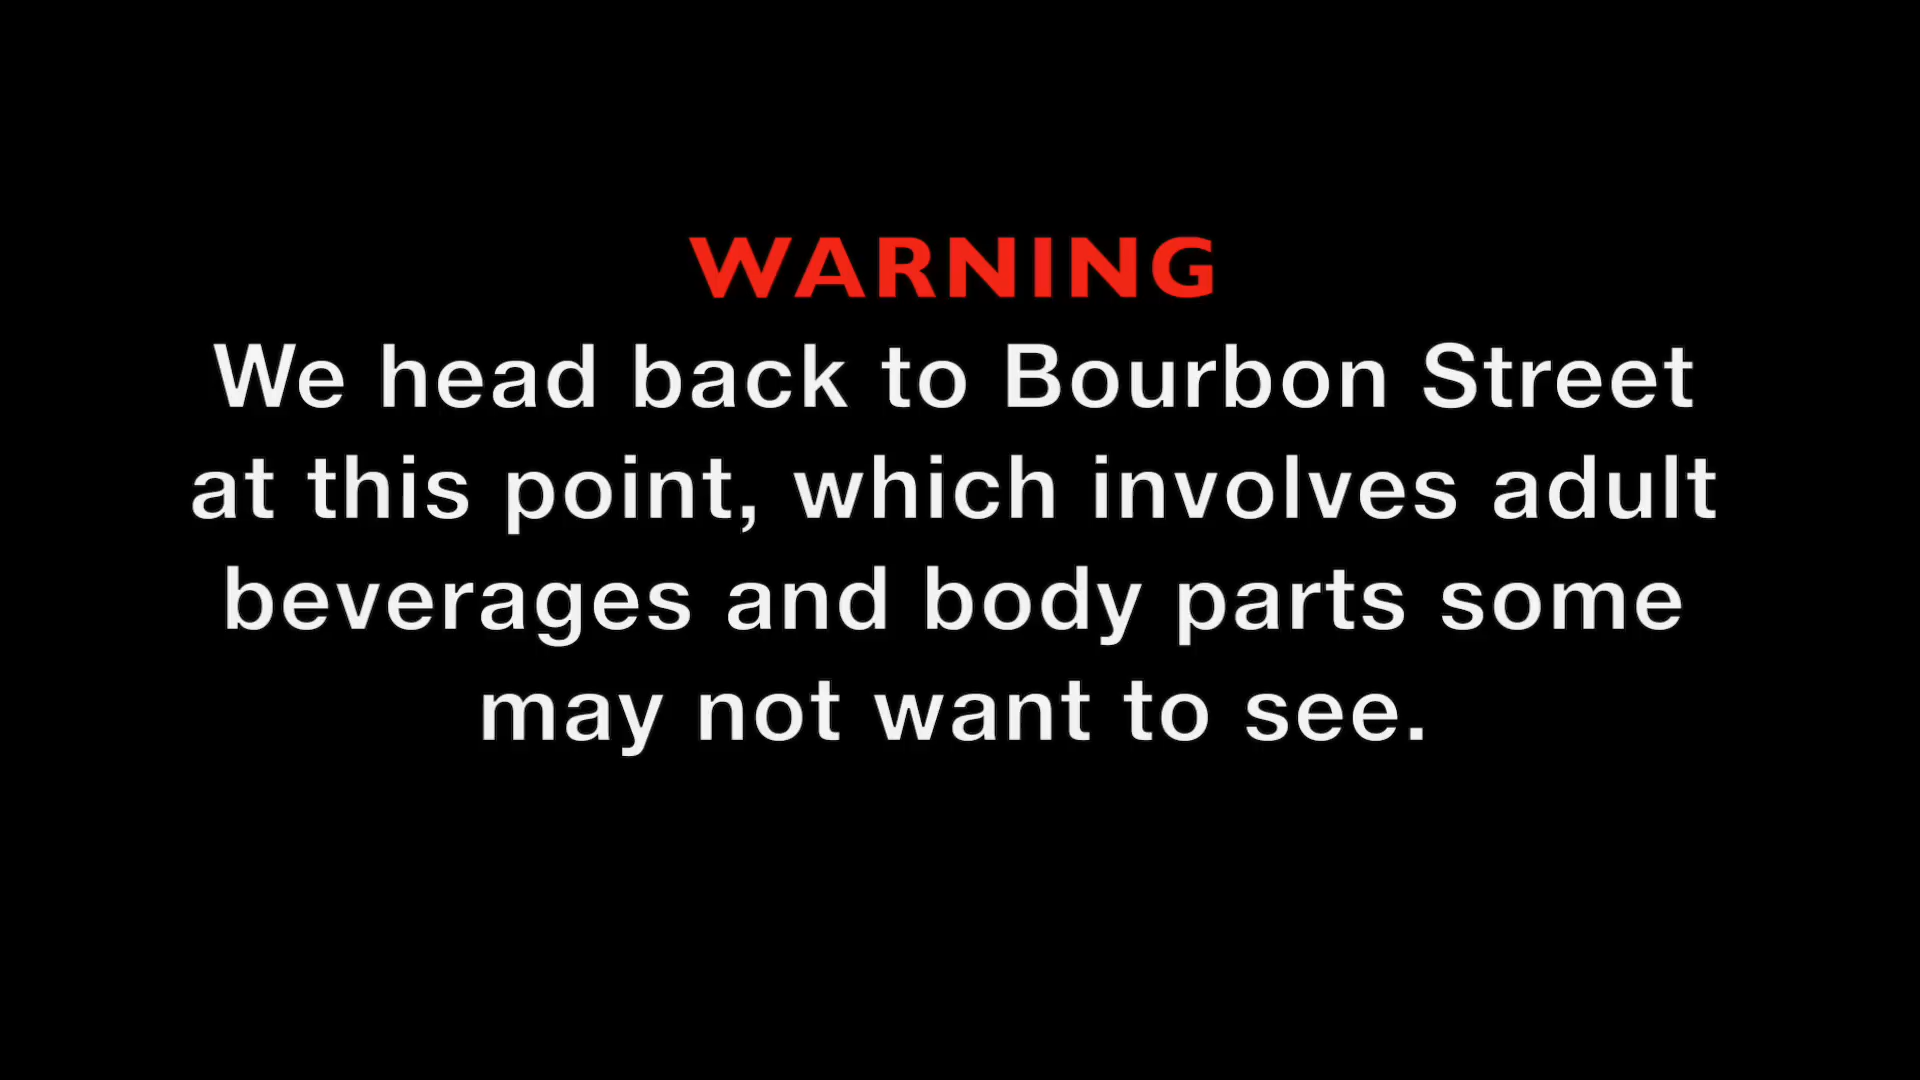 WARNING
We head back to Bourbon Street
at this point, which involves adult
beverages and body parts some
may not want to see.